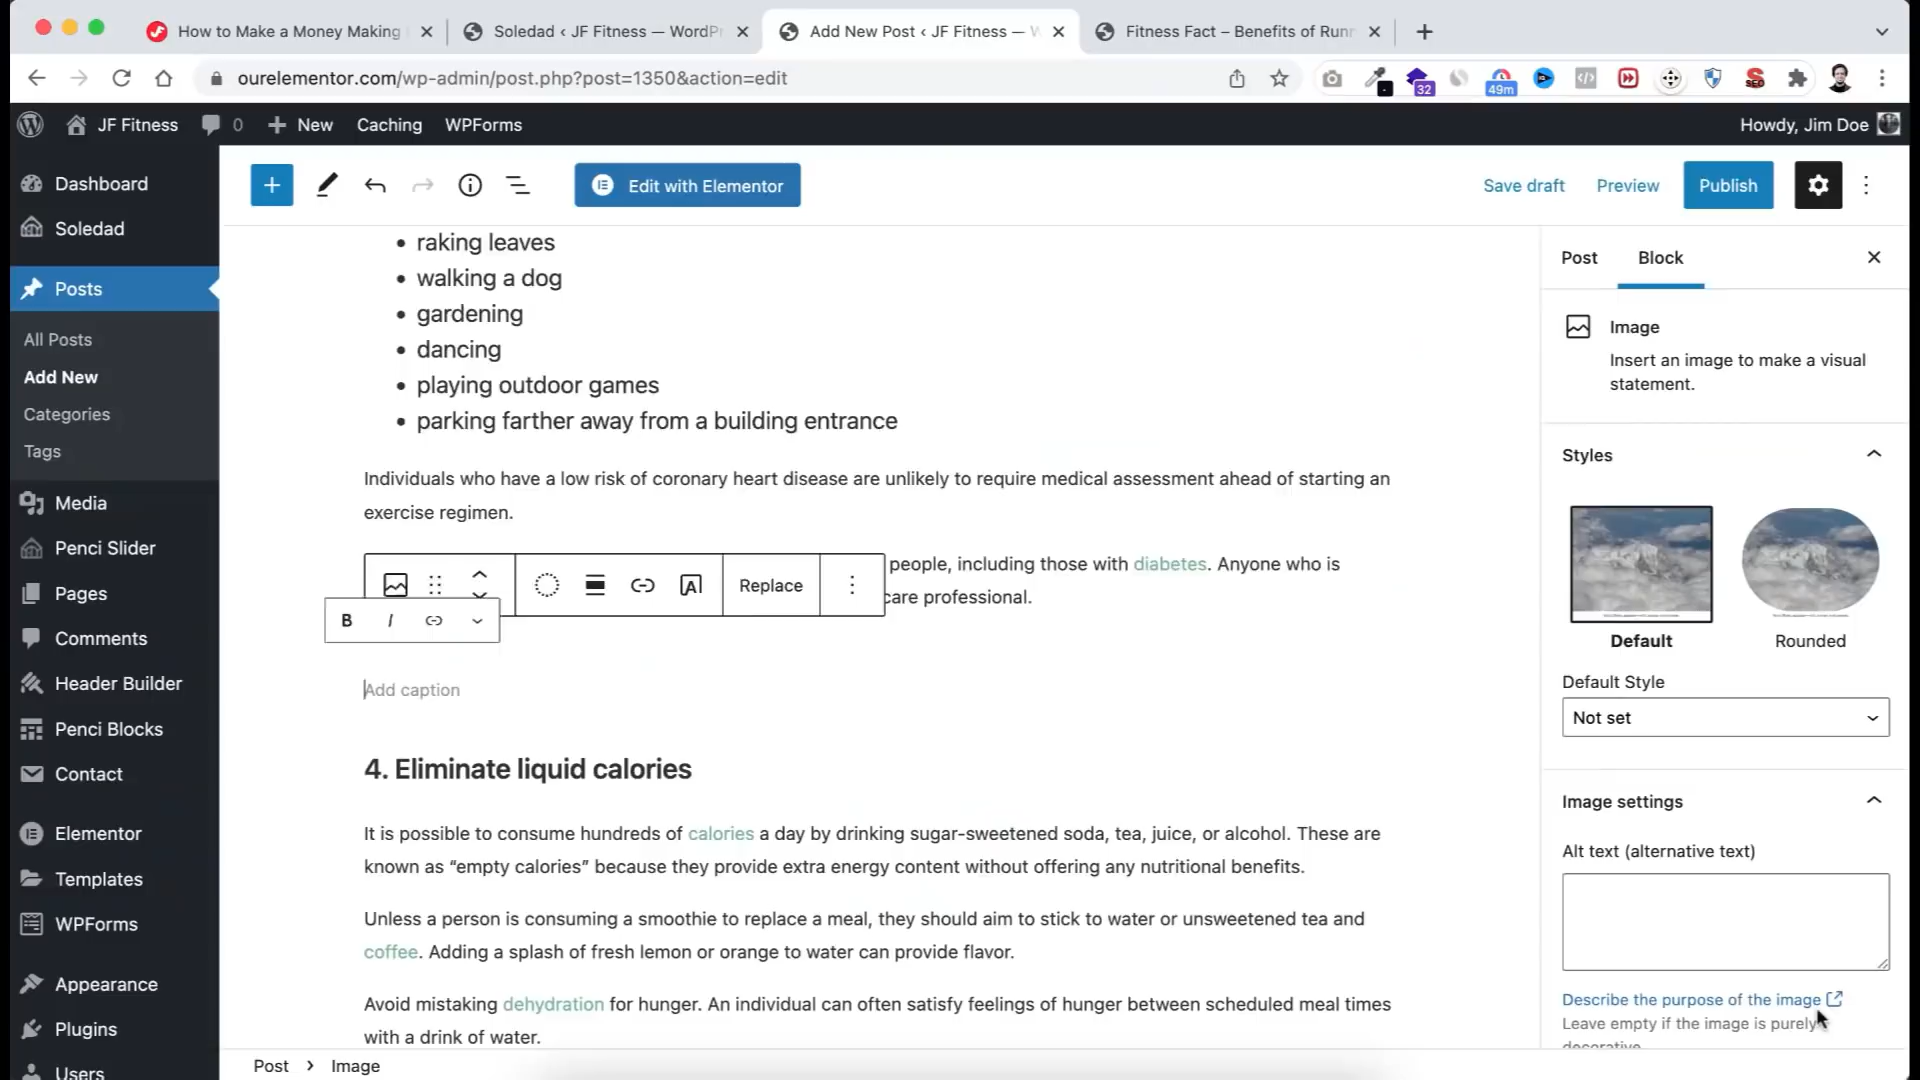 How to Make a Money Making
Soledad ‹ JF Fitness — WordPr
Add New Post ‹ JF Fitness — W
Fitness Fact – Benefits of Runn
ourelementor.com/wp-admin/post.php?post=1350&action=edit
32
49m
SEO
JF Fitness
0
New
Caching
WPForms
Howdy, Jim Doe
Dashboard
Soledad
Posts
All Posts
Add New
Categories
Tags
Media
Penci Slider
Pages
Comments
Header Builder
Penci Blocks
Contact
Elementor
Templates
WPForms
Appearance
Plugins
Users
Edit with Elementor
Save draft
Preview
Publish
• raking leaves
• walking a dog
• gardening
• dancing
• playing outdoor games
• parking farther away from a building entrance
Individuals who have a low risk of coronary heart disease are unlikely to require medical assessment ahead of starting an
exercise regimen.
people, including those with diabetes. Anyone who is
care professional.
A
Replace
B I
Add caption
4. Eliminate liquid calories
It is possible to consume hundreds of calories a day by drinking sugar-sweetened soda, tea, juice, or alcohol. These are
known as “empty calories” because they provide extra energy content without offering any nutritional benefits.
Unless a person is consuming a smoothie to replace a meal, they should aim to stick to water or unsweetened tea and
coffee. Adding a splash of fresh lemon or orange to water can provide flavor.
Avoid mistaking dehydration for hunger. An individual can often satisfy feelings of hunger between scheduled meal times
with a drink of water.
Post › Image
Post
Block
Image
Insert an image to make a visual
statement.
Styles
Default
Rounded
Default Style
Not set
Image settings
Alt text (alternative text)
Describe the purpose of the image
Leave empty if the image is purely
decorative.